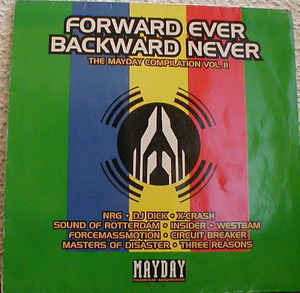 FORWARD EVER
BACKWARD NEVER
THE MAYDAY COMPILATION VOL. II
NRG • DJ DICK • X-CRASH
SOUND OF ROTTERDAM • INSIDER • WESTBAM
FORCEMASSMOTION • CIRCUIT BREAKER
MASTERS OF DISASTER • THREE REASONS
MAYDAY